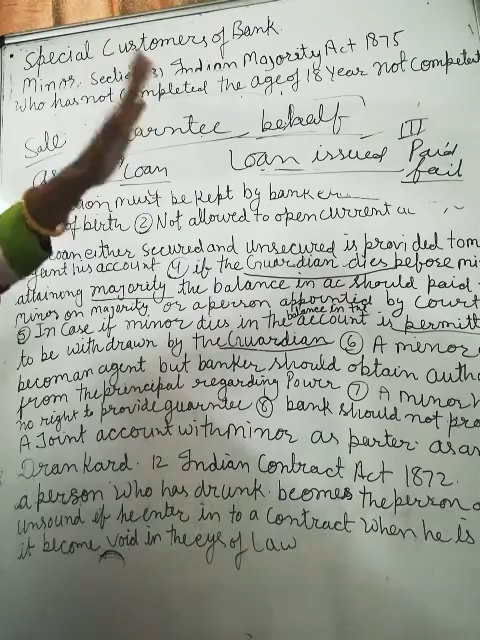 Special Customers of Bank.
Minor. Section 3) Indian Majority Act 1875
who has not completed the age of 18 Year not Competent
Sale guarntee behalf III
as Loan Loan issued Paid
fail
must be kept by banker
of birth ② Not allowed to open current ac
Loan either secured and unsecured is provided to
his account ④ if the Guardian dies before
attaining majority the balance in ac should paid
minor on majority or a person appointed by Court
balance in the
⑤ In Case if minor dies in the account is permitt
to be withdrawn by the Guardian ⑥ A menor
becoman agent but banker should obtain auth
from the principal regarding Power ⑦ A minor
no right to provide guarntee ⑧ bank should not pro
A Joint account with minor as parter. as an
Drankard. 12 Indian Contract Act 1872.
a person who has drunk. becomes the person
unsound if he enter in to a Contract when he is
it become void in the eye of Law